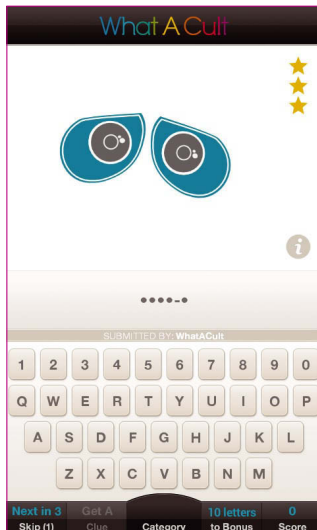 What A Cult
i
SUBMITTED BY: WhatACult
1 2 3 4 5 6 7 8 9 0
Q W E R T Y U I O P
A S D F G H J K L
Z X C V B N M
Next in 3 Get A 10 letters 0
Skip (1) Clue Category to Bonus Score